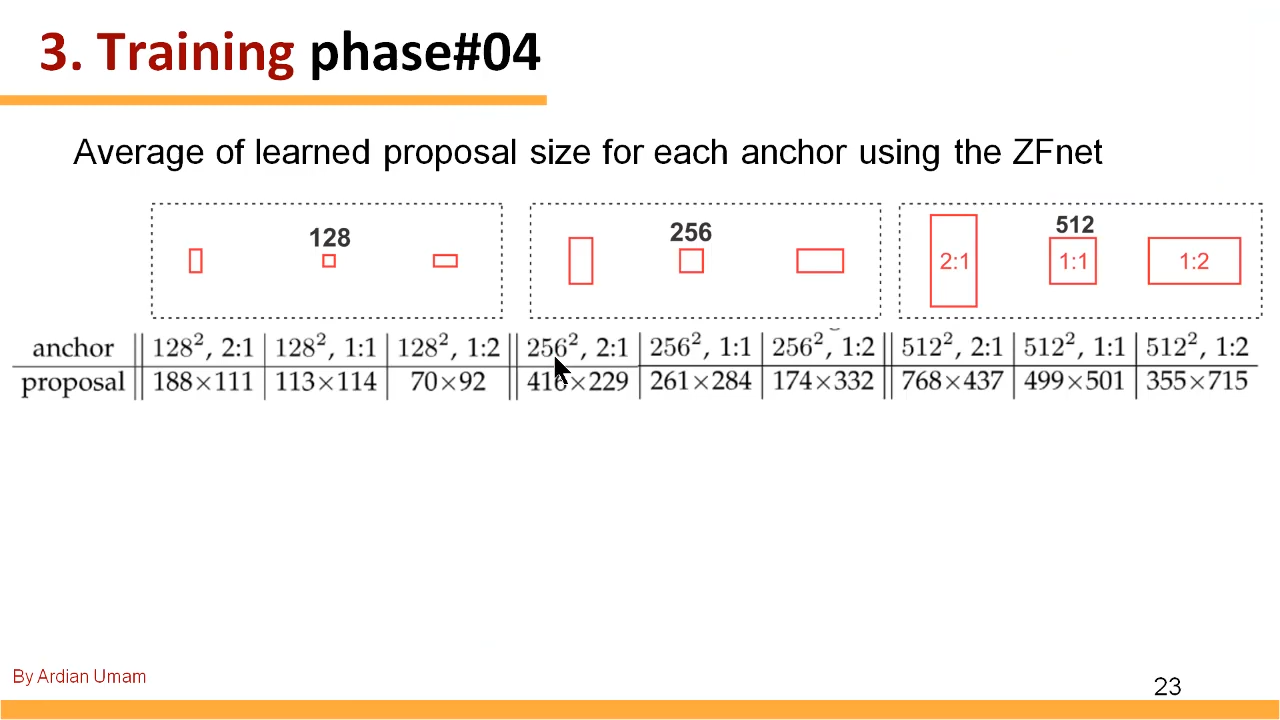 3. Training phase#04
Average of learned proposal size for each anchor using the ZFnet
128
256
512
2:1
1:1
1:2
anchor 128², 2:1 128², 1:1 128², 1:2 256², 2:1 256², 1:1 256², 1:2 512², 2:1 512², 1:1 512², 1:2
proposal 188×111 113×114 70×92 416×229 261×284 174×332 768×437 499×501 355×715
By Ardian Umam
23